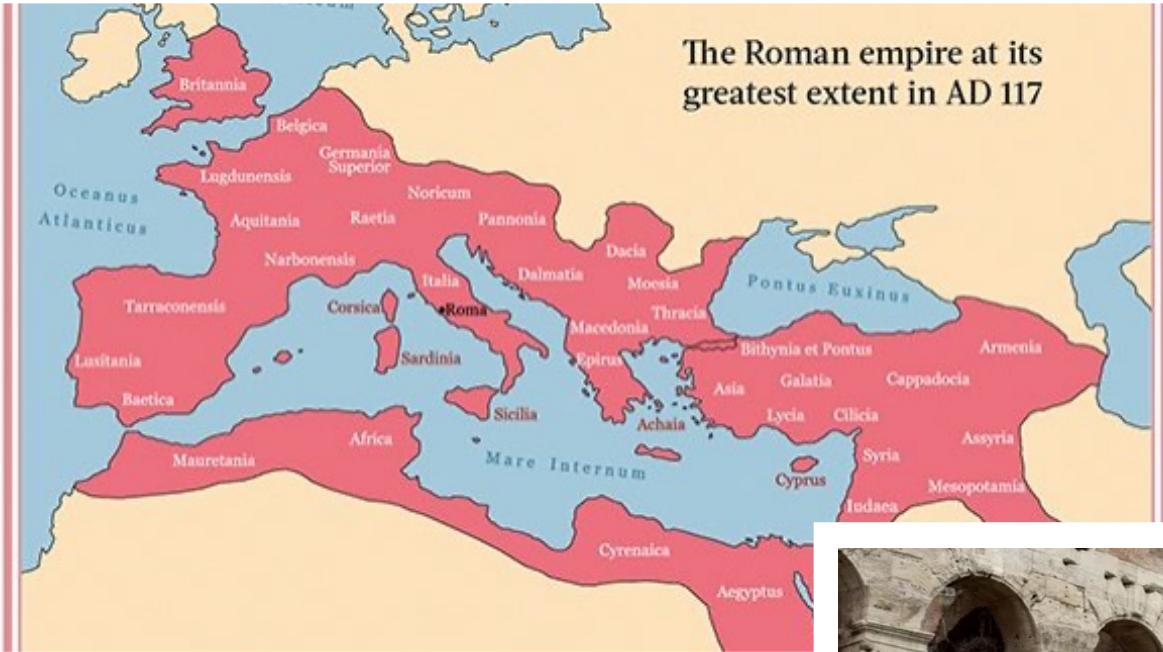 The Roman empire at its
greatest extent in AD 117
Britannia
Belgica
Germania
Superior
Lugdunensis
Noricum
Oceanus
Atlanticus
Aquitania
Raetia
Pannonia
Dacia
Narbonensis
Italia
Dalmatia
Moesia
Pontus Euxinus
Tarraconensis
Corsica
Roma
Thracia
Macedonia
Bithynia et Pontus
Armenia
Lusitania
Sardinia
Epirus
Asia
Galatia
Cappadocia
Baetica
Sicilia
Achaia
Lycia
Cilicia
Africa
Assyria
Mauretania
Mare Internum
Syria
Cyprus
Mesopotamia
Iudaea
Cyrenaica
Aegyptus